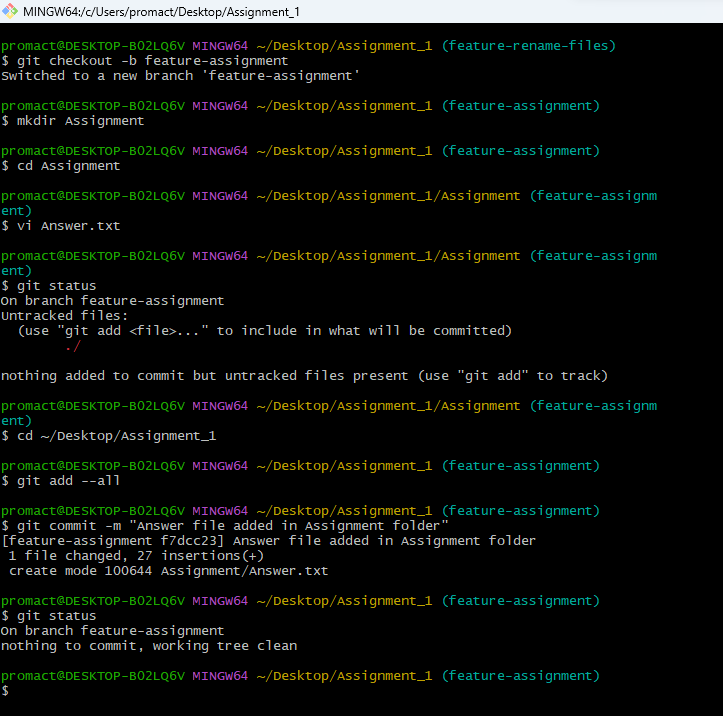 MINGW64:/c/Users/promact/Desktop/Assignment_1
promact@DESKTOP-B02LQ6V MINGW64 ~/Desktop/Assignment_1 (feature-rename-files)
$ git checkout -b feature-assignment
Switched to a new branch 'feature-assignment'
promact@DESKTOP-B02LQ6V MINGW64 ~/Desktop/Assignment_1 (feature-assignment)
$ mkdir Assignment
promact@DESKTOP-B02LQ6V MINGW64 ~/Desktop/Assignment_1 (feature-assignment)
$ cd Assignment
promact@DESKTOP-B02LQ6V MINGW64 ~/Desktop/Assignment_1/Assignment (feature-assignm
ent)
$ vi Answer.txt
promact@DESKTOP-B02LQ6V MINGW64 ~/Desktop/Assignment_1/Assignment (feature-assignm
ent)
$ git status
On branch feature-assignment
Untracked files:
  (use "git add <file>..." to include in what will be committed)
        ./
nothing added to commit but untracked files present (use "git add" to track)
promact@DESKTOP-B02LQ6V MINGW64 ~/Desktop/Assignment_1/Assignment (feature-assignm
ent)
$ cd ~/Desktop/Assignment_1
promact@DESKTOP-B02LQ6V MINGW64 ~/Desktop/Assignment_1 (feature-assignment)
$ git add --all
promact@DESKTOP-B02LQ6V MINGW64 ~/Desktop/Assignment_1 (feature-assignment)
$ git commit -m "Answer file added in Assignment folder"
[feature-assignment f7dcc23] Answer file added in Assignment folder
 1 file changed, 27 insertions(+)
 create mode 100644 Assignment/Answer.txt
promact@DESKTOP-B02LQ6V MINGW64 ~/Desktop/Assignment_1 (feature-assignment)
$ git status
On branch feature-assignment
nothing to commit, working tree clean
promact@DESKTOP-B02LQ6V MINGW64 ~/Desktop/Assignment_1 (feature-assignment)
$